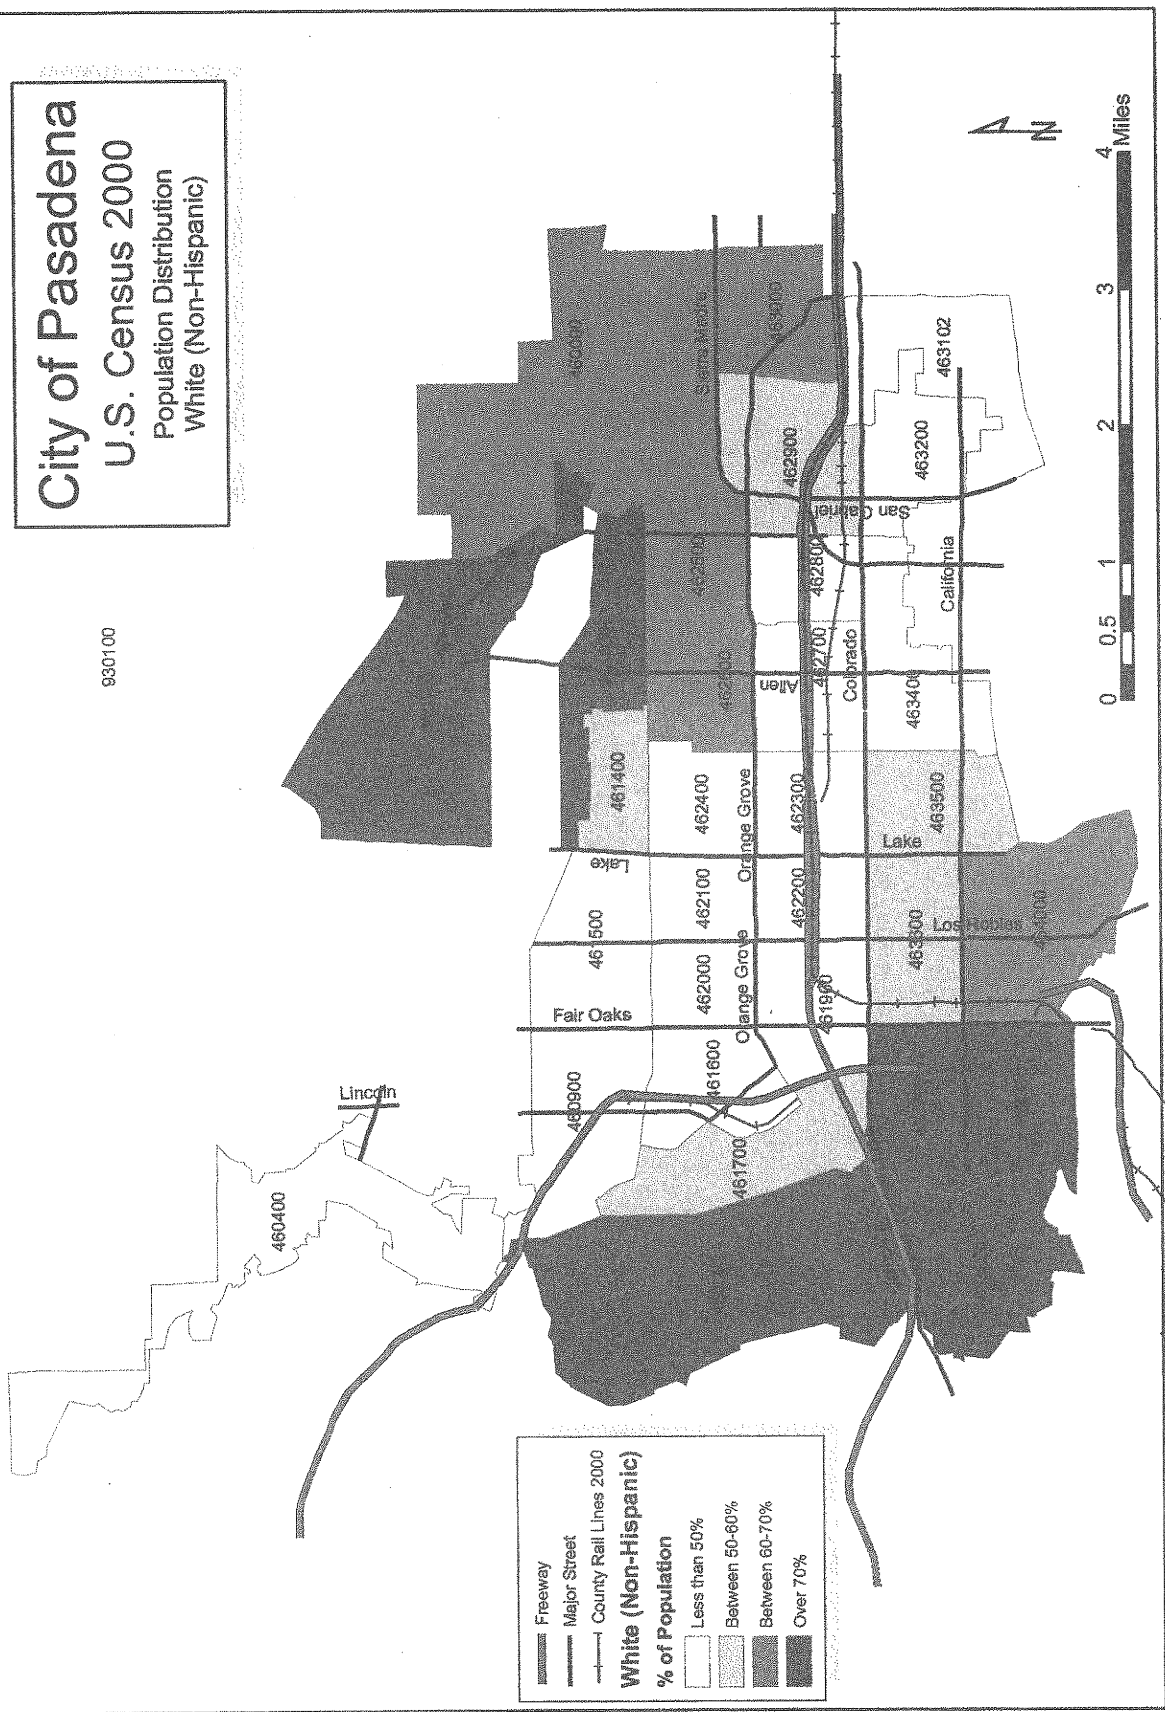 City of Pasadena
U.S. Census 2000
Population Distribution
White (Non-Hispanic)
930100
460400
Lincoln
460900
461500
461400
Lake
Fair Oaks
461600
461700
462000
462100
462400
Sierra Madre
Orange Grove
Orange Grove
Allen
462900
461900
462200
462300
462700
462800
Colorado
San Gabriel
463500
463400
463200
463102
Lake
Los Robles
California
N
0 0.5 1 2 3 4
Miles
Freeway
Major Street
County Rail Lines 2000
White (Non-Hispanic)
% of Population
Less than 50%
Between 50-60%
Between 60-70%
Over 70%